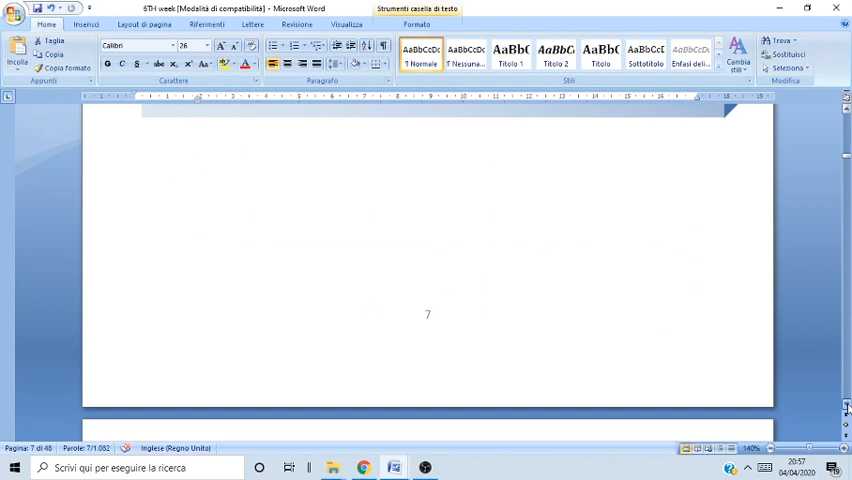 6TH week [Modalità di compatibilità] - Microsoft Word
Strumenti casella di testo
Home Inserisci Layout di pagina Riferimenti Lettere Revisione Visualizza Formato
Incolla
Taglia
Copia
Copia formato
Appunti
Calibri 26
Carattere
Paragrafo
AaBbCcDc AaBbCcDc AaBbC AaBbCc AaBb( AaBbCcL AaBbCcDc
¶ Normale ¶ Nessuna... Titolo 1 Titolo 2 Titolo Sottotitolo Enfasi deli...
Cambia stili
Stili
Trova
Sostituisci
Seleziona
Modifica
7
Pagina: 7 di 48 Parole: 7/1.082 Inglese (Regno Unito) 140%
Scrivi qui per eseguire la ricerca
20:57
04/04/2020
19